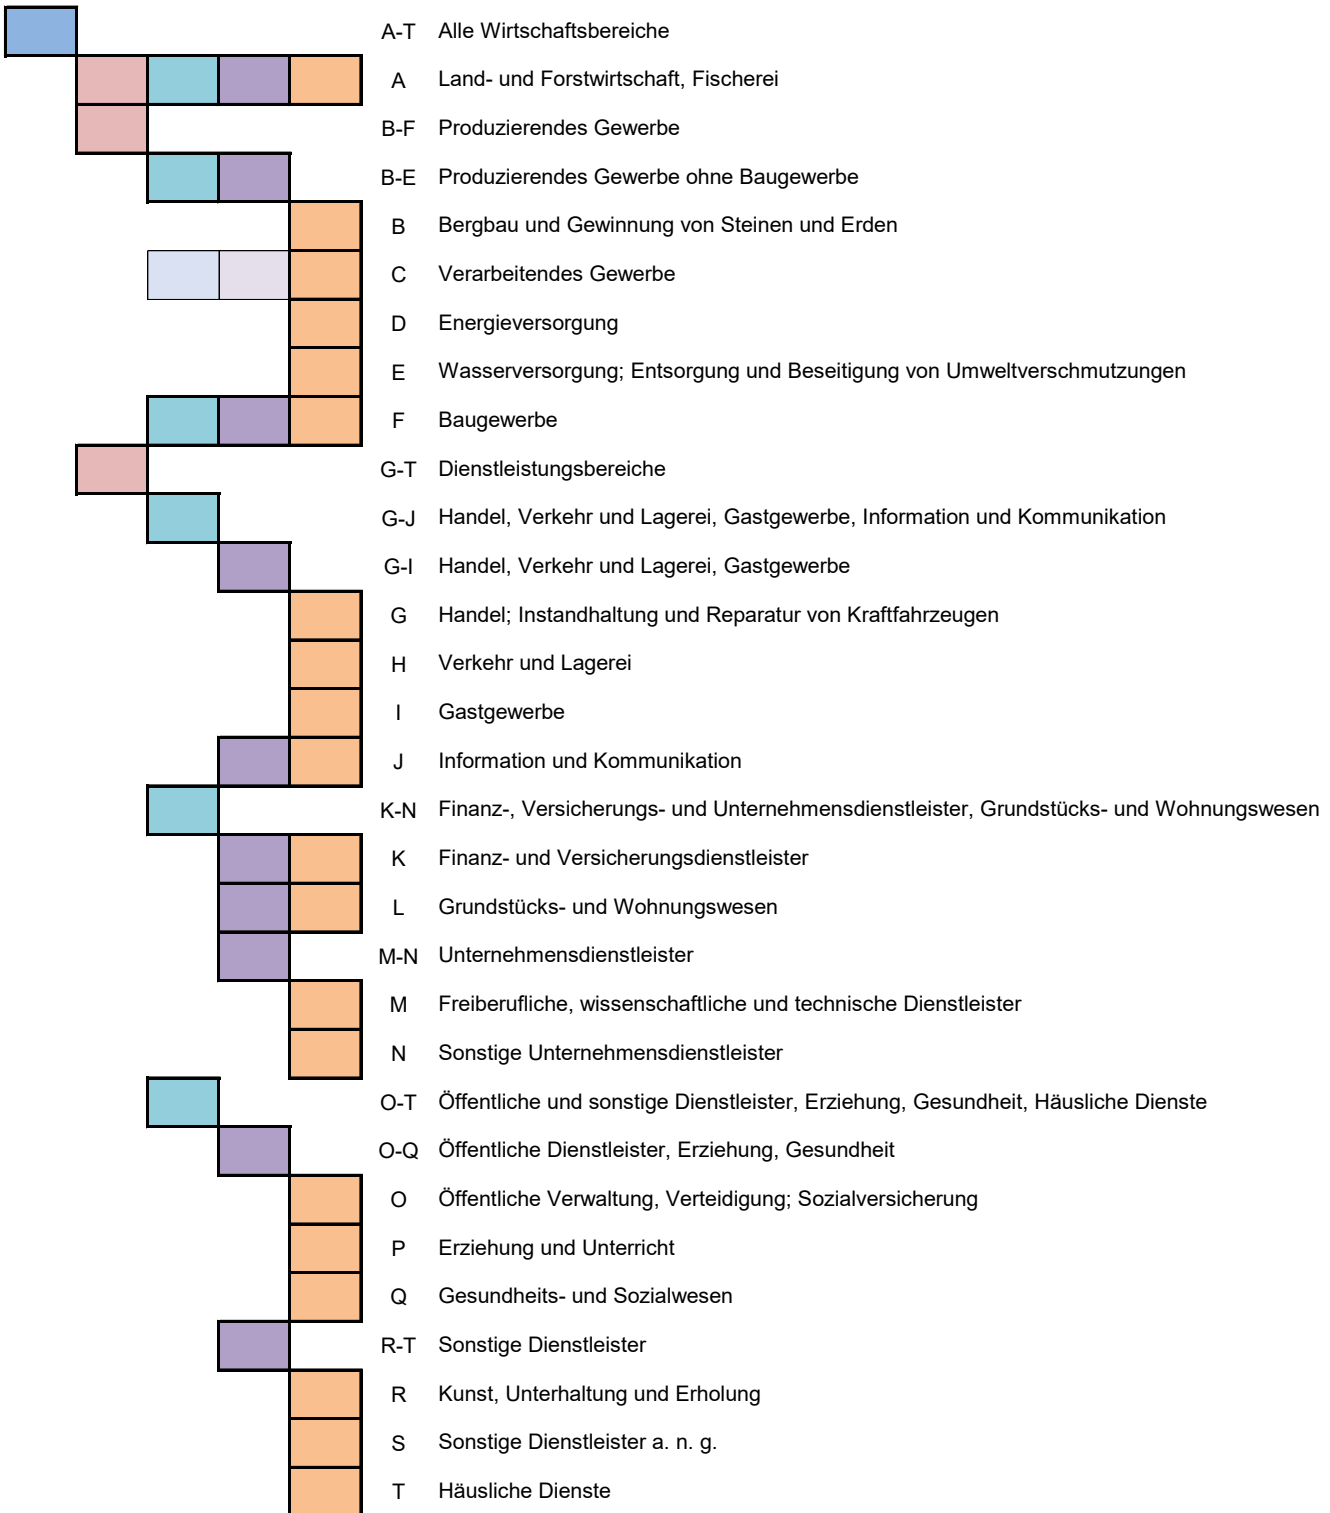 A-T Alle Wirtschaftsbereiche
A Land- und Forstwirtschaft, Fischerei
B-F Produzierendes Gewerbe
B-E Produzierendes Gewerbe ohne Baugewerbe
B Bergbau und Gewinnung von Steinen und Erden
C Verarbeitendes Gewerbe
D Energieversorgung
E Wasserversorgung; Entsorgung und Beseitigung von Umweltverschmutzungen
F Baugewerbe
G-T Dienstleistungsbereiche
G-J Handel, Verkehr und Lagerei, Gastgewerbe, Information und Kommunikation
G-I Handel, Verkehr und Lagerei, Gastgewerbe
G Handel; Instandhaltung und Reparatur von Kraftfahrzeugen
H Verkehr und Lagerei
I Gastgewerbe
J Information und Kommunikation
K-N Finanz-, Versicherungs- und Unternehmensdienstleister, Grundstücks- und Wohnungswesen
K Finanz- und Versicherungsdienstleister
L Grundstücks- und Wohnungswesen
M-N Unternehmensdienstleister
M Freiberufliche, wissenschaftliche und technische Dienstleister
N Sonstige Unternehmensdienstleister
O-T Öffentliche und sonstige Dienstleister, Erziehung, Gesundheit, Häusliche Dienste
O-Q Öffentliche Dienstleister, Erziehung, Gesundheit
O Öffentliche Verwaltung, Verteidigung; Sozialversicherung
P Erziehung und Unterricht
Q Gesundheits- und Sozialwesen
R-T Sonstige Dienstleister
R Kunst, Unterhaltung und Erholung
S Sonstige Dienstleister a. n. g.
T Häusliche Dienste